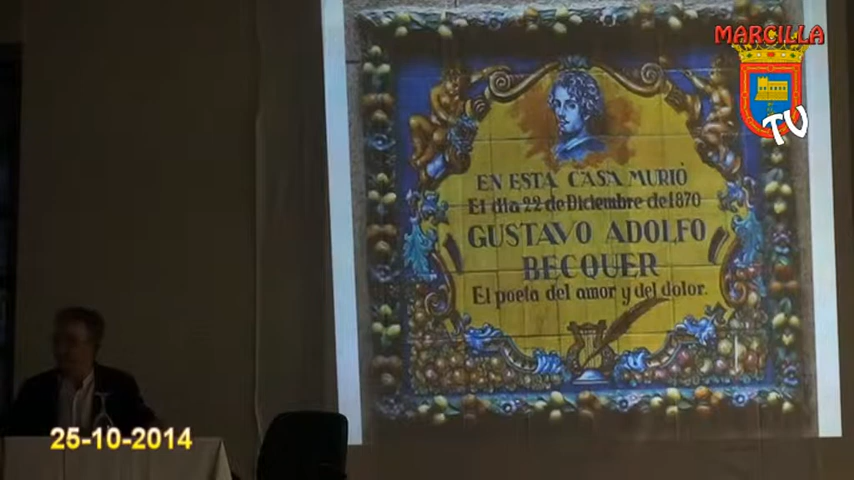 MARCILLA
TV
EN ESTA CASA MURIÓ
El día 22 de Diciembre de 1870
GUSTAVO ADOLFO
BECQUER
El poeta del amor y del dolor.
25-10-2014